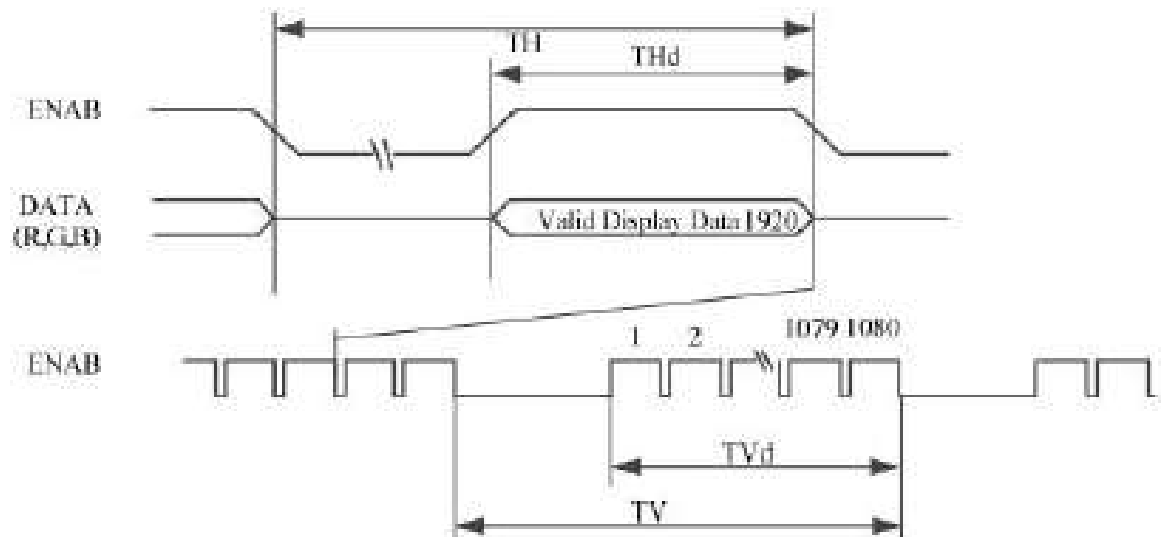 TH
THd
ENAB
DATA
(R,G,B)
Valid Display Data 1920
1 2 1079 1080
ENAB
TVd
TV